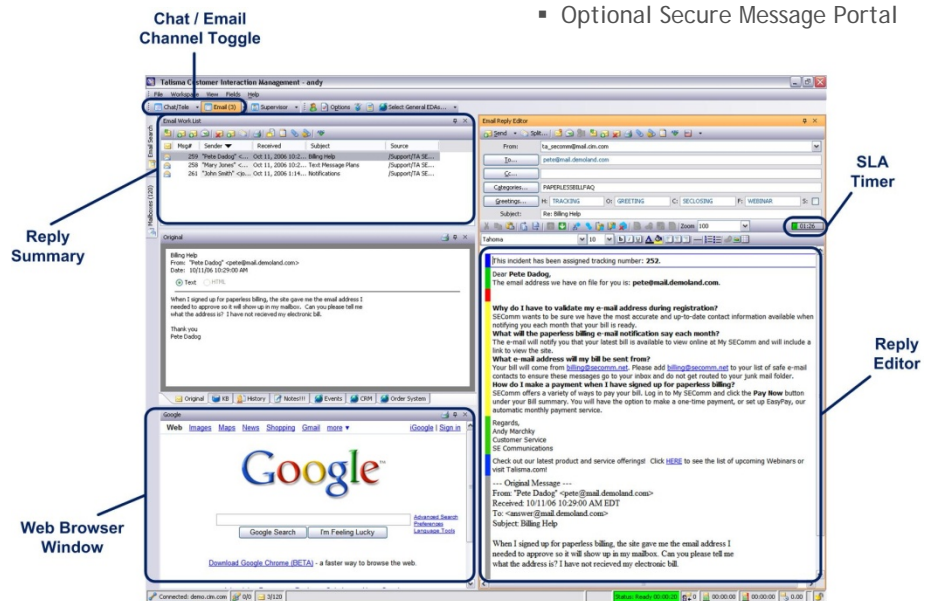 ▪ Optional Secure Message Portal
Chat / Email
Channel Toggle
Talisma Customer Interaction Management - andy
File Workspace View Fields Help
Chat/Tele Email (3) Supervisor Options Select General EDAs...
Email Search
Mailboxes (120)
Email Work List
Msg# Sender Received Subject Source
259 "Pete Dadog" <... Oct 11, 2006 10:2... Billing Help /Support/TA SE...
258 "Mary Jones" <... Oct 11, 2006 10:2... Text Message Plans /Support/TA SE...
261 "John Smith" <jo... Oct 11, 2006 1:14... Notifications /Support/TA SE...
Reply
Summary
Original
Billing Help
From: "Pete Dadog" <pete@mail.demoland.com>
Date: 10/11/06 10:29:00 AM
Text HTML
When I signed up for paperless billing, the site gave me the email address I
needed to approve so it will show up in my mailbox. Can you please tell me
what the address is? I have not recieved my electronic bill.
Thank you
Pete Dadog
Original KB History Notes!!! Events CRM Order System
Google
Web Images Maps News Shopping Gmail more ▼ iGoogle | Sign in
Google
Advanced Search
Preferences
Language Tools
Google Search I'm Feeling Lucky
Download Google Chrome (BETA) - a faster way to browse the web.
Web Browser
Window
Email Reply Editor
Send Split...
From: ta_secomm@mail.cim.com
To... pete@mail.demoland.com
Cc...
Categories... PAPERLESSBILLFAQ
Greetings... H: TRACKING O: GREETING C: SECLOSING F: WEBINAR S:
Subject: Re: Billing Help
Zoom 100 01:26
Tahoma 10 B I U A
SLA
Timer
This incident has been assigned tracking number: 252.
Dear Pete Dadog,
The email address we have on file for you is: pete@mail.demoland.com.
Why do I have to validate my e-mail address during registration?
SEComm wants to be sure we have the most accurate and up-to-date contact information available when
notifying you each month that your bill is ready.
What will the paperless billing e-mail notification say each month?
The e-mail will notify you that your latest bill is available to view online at My SEComm and will include a
link to view the site.
What e-mail address will my bill be sent from?
Your bill will come from billing@secomm.net. Please add billing@secomm.net to your list of safe e-mail
contacts to ensure these messages go to your inbox and do not get routed to your junk mail folder.
How do I make a payment when I have signed up for paperless billing?
SEComm offers a variety of ways to pay your bill. Log in to My SEComm and click the Pay Now button
under your Bill summary. You will have the option to make a one-time payment, or set up EasyPay, our
automatic monthly payment service.
Regards,
Andy Marchky
Customer Service
SE Communications
Check out our latest product and service offerings! Click HERE to see the list of upcoming Webinars or
visit Talisma.com!
--- Original Message ---
From: "Pete Dadog" <pete@mail.demoland.com>
Received: 10/11/06 10:29:00 AM EDT
To: <answer@mail.demoland.com>
Subject: Billing Help
When I signed up for paperless billing, the site gave me the email address I
needed to approve so it will show up in my mailbox. Can you please tell me
what the address is? I have not recieved my electronic bill.
Reply
Editor
Connected: demo.cim.com 0/0 3/120 Status: Ready 00:00:20 0 00:00:00 00:00:00 0.00